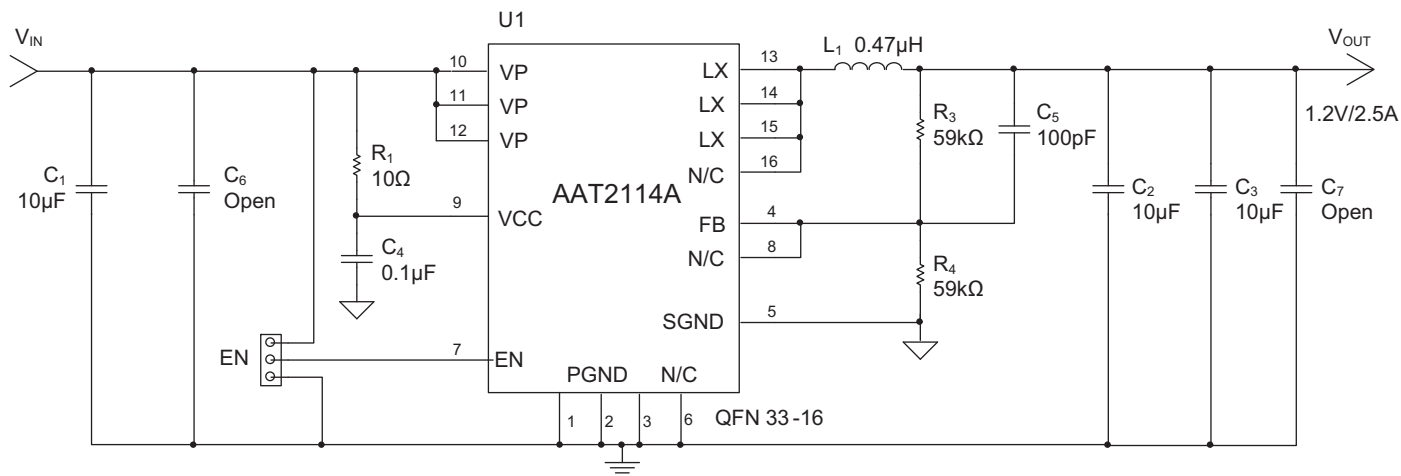 U1
V_IN
L₁ 0.47µH
V_OUT
10
VP
LX
13
11
VP
LX
14
12
VP
LX
15
N/C
16
R₁
10Ω
R₃
59kΩ
C₅
100pF
1.2V/2.5A
C₁
10µF
C₆
Open
AAT2114A
C₂
10µF
C₃
10µF
C₇
Open
9
VCC
FB
4
N/C
8
C₄
0.1µF
R₄
59kΩ
SGND
5
EN
7
EN
PGND
N/C
1
2
3
6
QFN 33-16